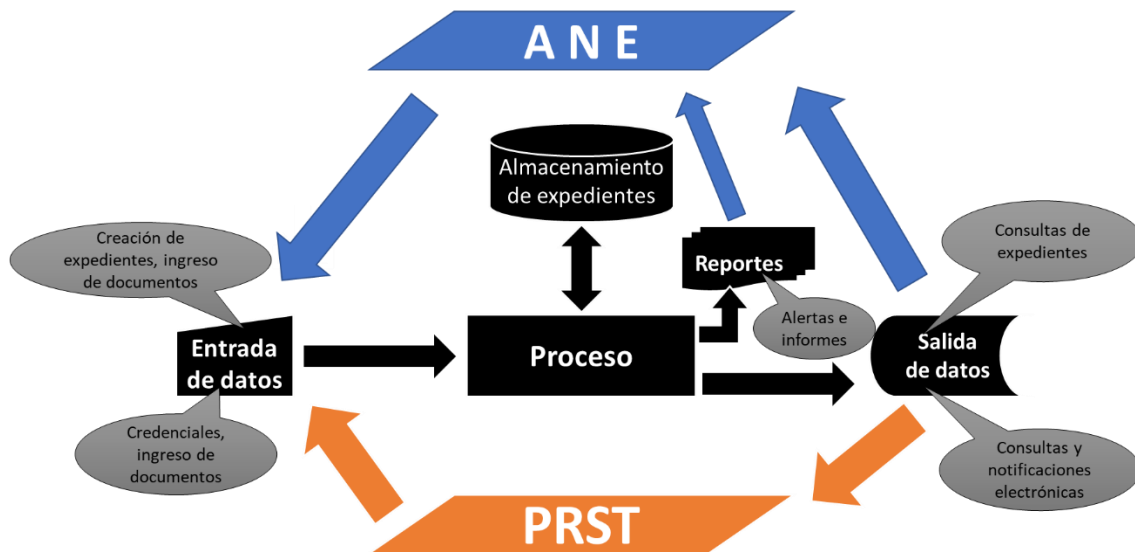 A N E
Almacenamiento
de expedientes
Creación de
expedientes, ingreso
de documentos
Consultas de
expedientes
Reportes
Alertas e
informes
Entrada
de datos
Proceso
Salida
de datos
Credenciales,
ingreso de
documentos
Consultas y
notificaciones
electrónicas
PRST